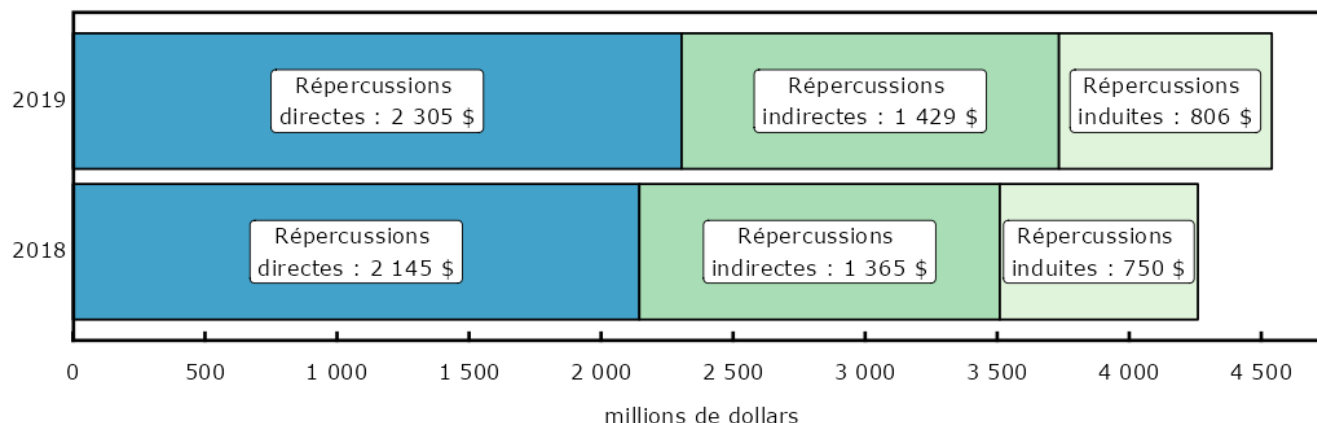 2019
Répercussions
directes : 2 305 $
Répercussions
indirectes : 1 429 $
Répercussions
induites : 806 $
2018
Répercussions
directes : 2 145 $
Répercussions
indirectes : 1 365 $
Répercussions
induites : 750 $
0 500 1 000 1 500 2 000 2 500 3 000 3 500 4 000 4 500
millions de dollars